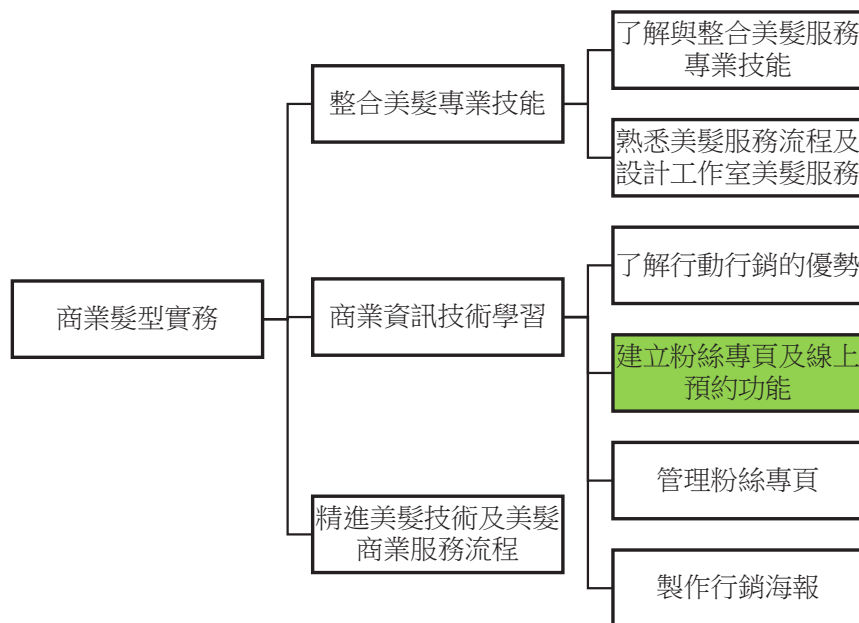 商業髮型實務
整合美髮專業技能
了解與整合美髮服務
專業技能
熟悉美髮服務流程及
設計工作室美髮服務
商業資訊技術學習
了解行動行銷的優勢
建立粉絲專頁及線上
預約功能
管理粉絲專頁
製作行銷海報
精進美髮技術及美髮
商業服務流程